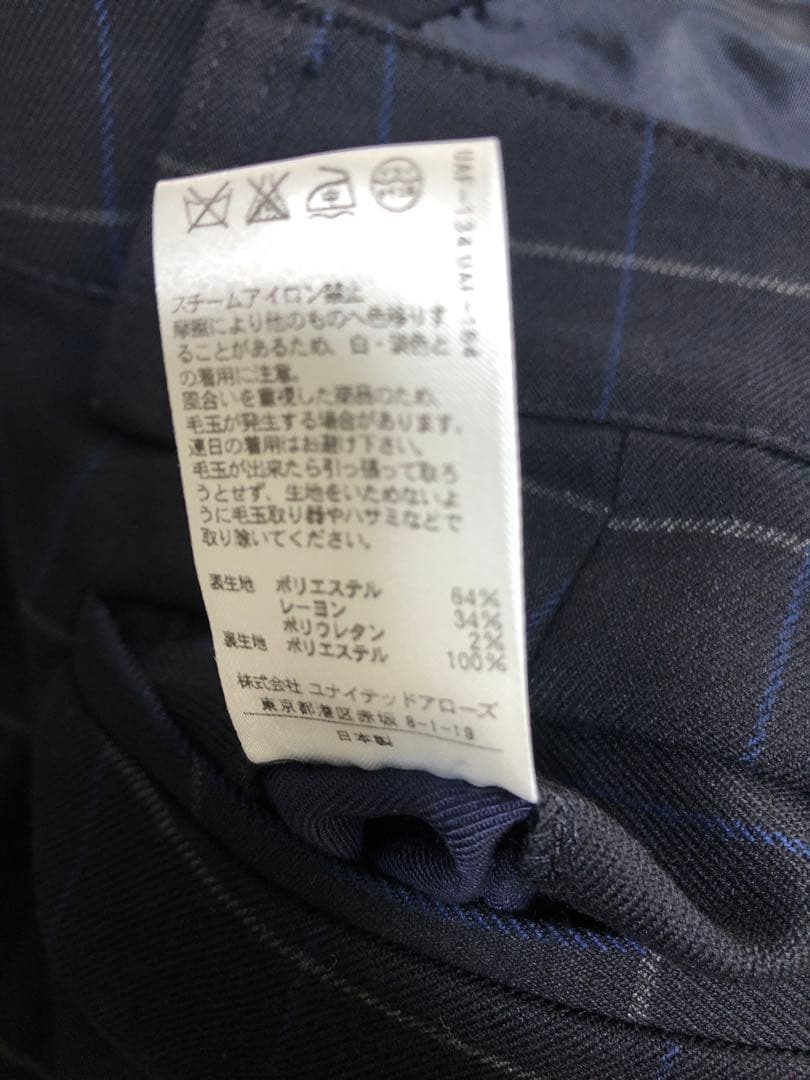 スチームアイロン禁止
摩擦により他のものへ色移りす
ることがあるため、白・淡色と
の着用に注意。
風合いを重視した商品のため、
毛玉が発生する場合があります。
連日の着用はお避け下さい。
毛玉が出来たら引っ張って取ろ
うとせず、生地をいためないよ
うに毛玉取り器やハサミなどで
取り除いてください。
表生地 ポリエステル 64%
レーヨン 34%
ポリウレタン 2%
裏生地 ポリエステル 100%
株式会社 ユナイテッドアローズ
東京都港区赤坂 8-1-19
日本製